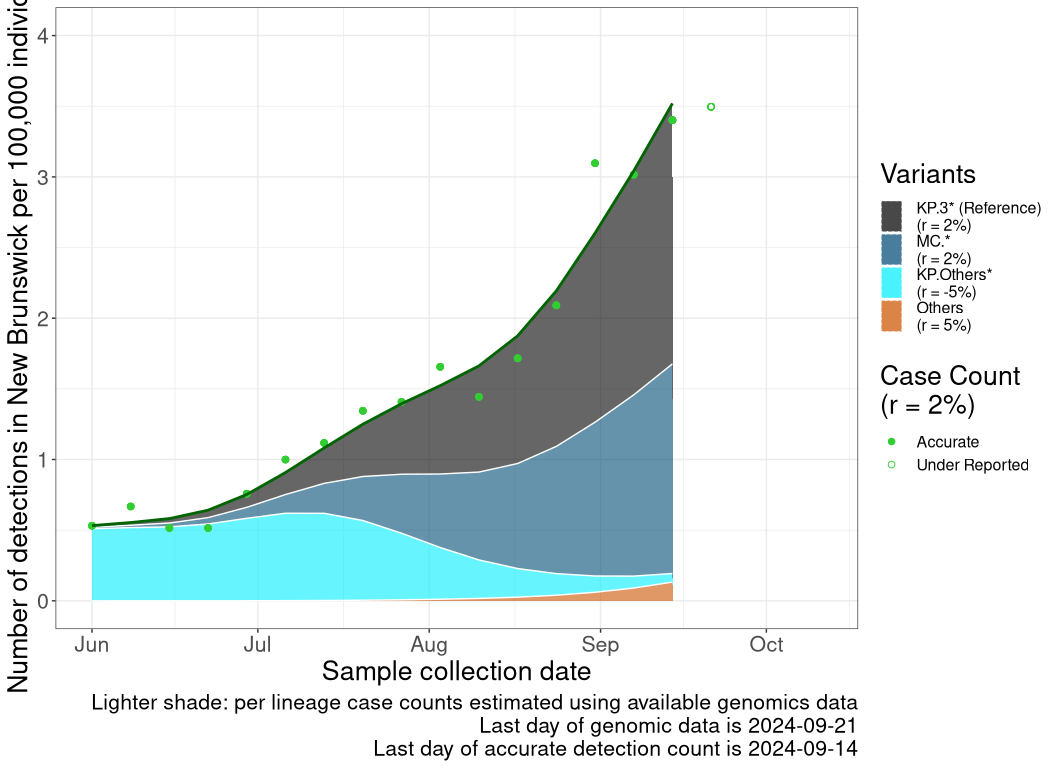 Number of detections in New Brunswick per 100,000 individ
4
3
2
1
0
Jun Jul Aug Sep Oct
Sample collection date
Lighter shade: per lineage case counts estimated using available genomics data
Last day of genomic data is 2024-09-21
Last day of accurate detection count is 2024-09-14
Variants
KP.3* (Reference)
(r = 2%)
MC.*
(r = 2%)
KP.Others*
(r = -5%)
Others
(r = 5%)
Case Count
(r = 2%)
Accurate
Under Reported